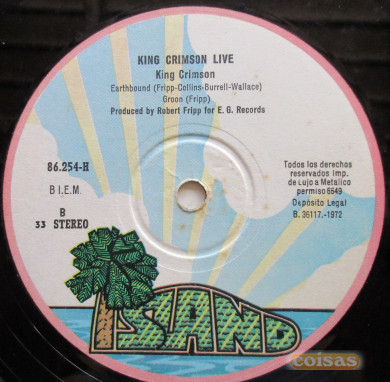 KING CRIMSON LIVE
King Crimson
Earthbound (Fripp-Collins-Burrell-Wallace)
Groon (Fripp)
Produced by Robert Fripp for E. G. Records
86.254-H
B I.E.M.
B
33 STEREO
Todos los derechos
reservados Imp.
de Lujo a Metalico
permiso 6649
Depósito Legal
B. 36117.-1972
ISLAND
coisas